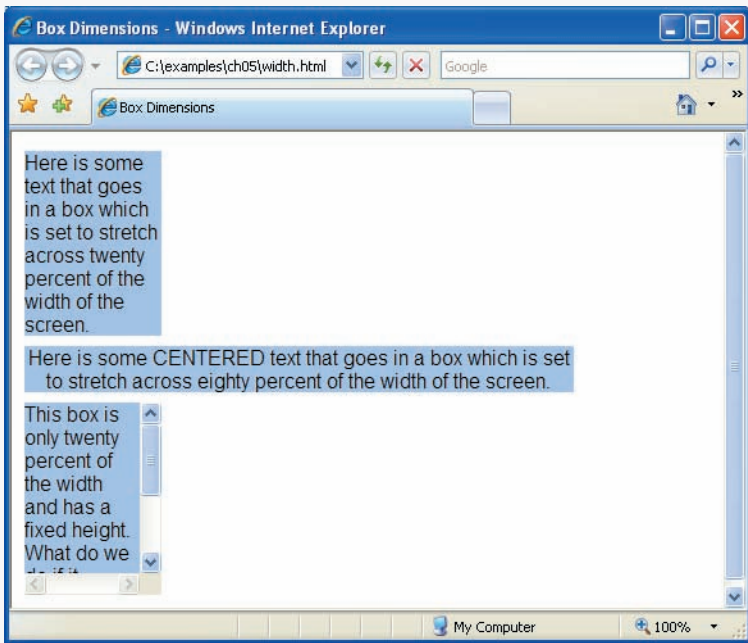 Box Dimensions - Windows Internet Explorer
C:\examples\ch05\width.html
Google
Box Dimensions
Here is some
text that goes
in a box which
is set to stretch
across twenty
percent of the
width of the
screen.
Here is some CENTERED text that goes in a box which is set
to stretch across eighty percent of the width of the screen.
This box is
only twenty
percent of
the width
and has a
fixed height.
What do we
do if it
My Computer
100%